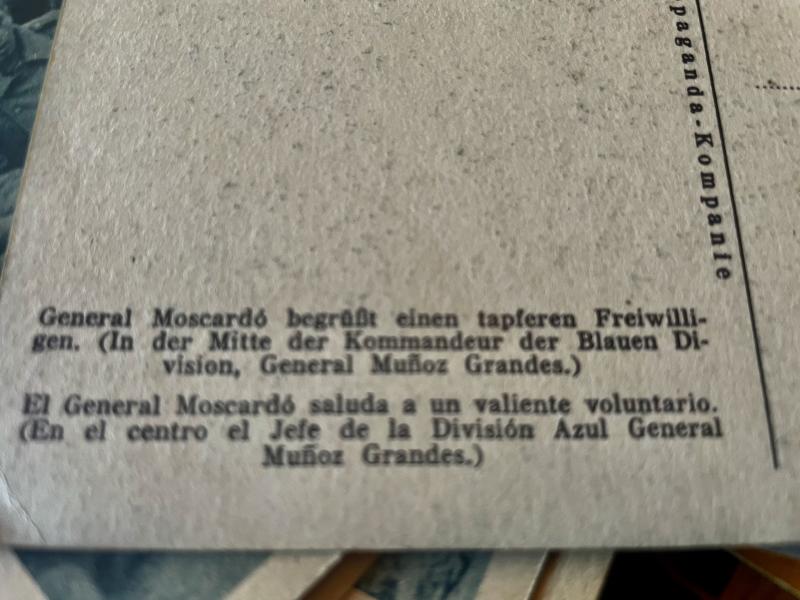 General Moscardó begrüßt einen tapferen Freiwilli-
gen. (In der Mitte der Kommandeur der Blauen Di-
vision, General Muñoz Grandes.)
El General Moscardó saluda a un valiente voluntario.
(En el centro el Jefe de la División Azul General
Muñoz Grandes.)
paganda-Kompanie